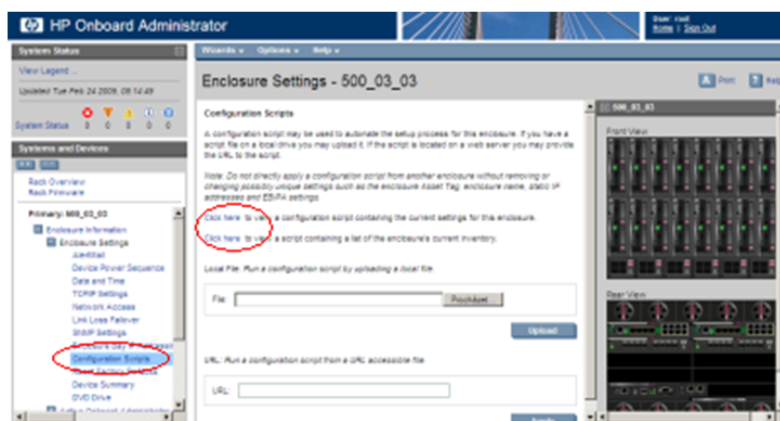 HP Onboard Administrator
User: root
Home | Sign Out
System Status
Wizards Options Help
View Legend ...
Updated Tue Feb 24 2009, 08:14:49
System Status 0 0 0 0 0
Systems and Devices
Rack Overview
Rack Firmware
Primary: 500_03_03
Enclosure Information
Enclosure Settings
AlertMail
Device Power Sequence
Date and Time
TCP/IP Settings
Network Access
Link Loss Failover
SNMP Settings
Configuration Scripts
Device Summary
DVD Drive
Enclosure Settings - 500_03_03
Print
Help
Configuration Scripts
A configuration script may be used to automate the setup process for this enclosure. If you have a
script file on a local drive you may upload it. If the script is located on a web server you may provide
the URL to the script.
Note: Do not directly apply a configuration script from another enclosure without removing or
changing possibly unique settings such as the enclosure Asset Tag, enclosure name, static IP
addresses and EBIPA settings.
Click here to view a configuration script containing the current settings for this enclosure.
Click here to view a script containing a list of the enclosure's current inventory.
Local File: Run a configuration script by uploading a local file.
File:
Upload
URL: Run a configuration script from a URL accessible file
URL:
500_03_03
Front View
Rear View